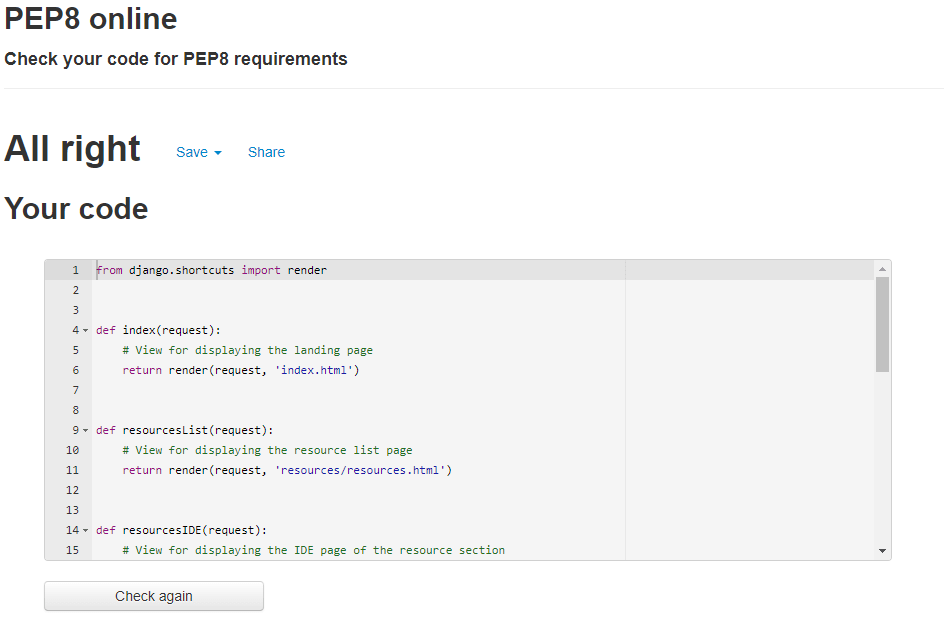 PEP8 online
Check your code for PEP8 requirements
All right Save Share
Your code
1 from django.shortcuts import render
2
3
4 def index(request):
5     # View for displaying the landing page
6     return render(request, 'index.html')
7
8
9 def resourcesList(request):
10     # View for displaying the resource list page
11     return render(request, 'resources/resources.html')
12
13
14 def resourcesIDE(request):
15     # View for displaying the IDE page of the resource section
Check again